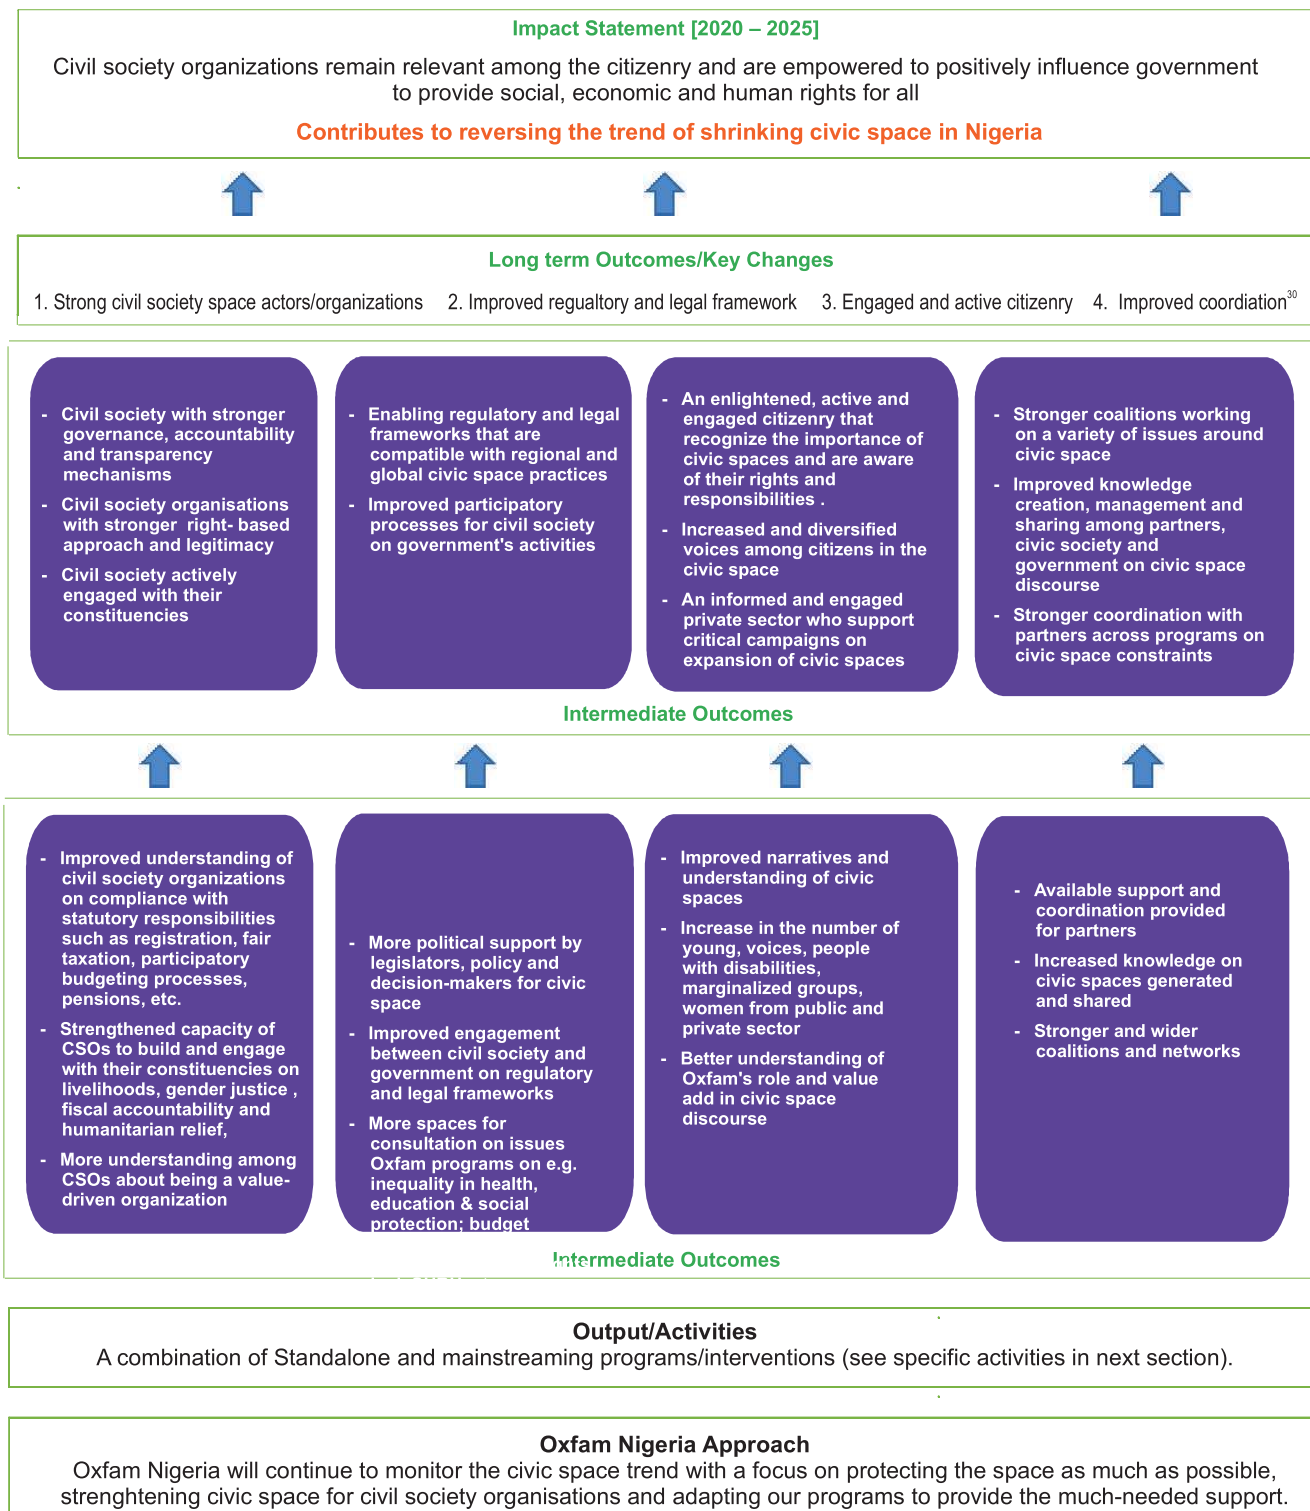 Impact Statement [2020 – 2025]
Civil society organizations remain relevant among the citizenry and are empowered to positively influence government
to provide social, economic and human rights for all
Contributes to reversing the trend of shrinking civic space in Nigeria
Long term Outcomes/Key Changes
1. Strong civil society space actors/organizations 2. Improved regualtory and legal framework 3. Engaged and active citizenry 4. Improved coordiation30
- Civil society with stronger
governance, accountability
and transparency
mechanisms
- Civil society organisations
with stronger right- based
approach and legitimacy
- Civil society actively
engaged with their
constituencies
- Enabling regulatory and legal
frameworks that are
compatible with regional and
global civic space practices
- Improved participatory
processes for civil society
on government's activities
- An enlightened, active and
engaged citizenry that
recognize the importance of
civic spaces and are aware
of their rights and
responsibilities .
- Increased and diversified
voices among citizens in the
civic space
- An informed and engaged
private sector who support
critical campaigns on
expansion of civic spaces
- Stronger coalitions working
on a variety of issues around
civic space
- Improved knowledge
creation, management and
sharing among partners,
civic society and
government on civic space
discourse
- Stronger coordination with
partners across programs on
civic space constraints
Intermediate Outcomes
- Improved understanding of
civil society organizations
on compliance with
statutory responsibilities
such as registration, fair
taxation, participatory
budgeting processes,
pensions, etc.
- Strengthened capacity of
CSOs to build and engage
with their constituencies on
livelihoods, gender justice ,
fiscal accountability and
humanitarian relief,
- More understanding among
CSOs about being a value-
driven organization
- More political support by
legislators, policy and
decision-makers for civic
space
- Improved engagement
between civil society and
government on regulatory
and legal frameworks
- More spaces for
consultation on issues
Oxfam programs on e.g.
inequality in health,
education & social
protection; budget
- Improved narratives and
understanding of civic
spaces
- Increase in the number of
young, voices, people
with disabilities,
marginalized groups,
women from public and
private sector
- Better understanding of
Oxfam's role and value
add in civic space
discourse
- Available support and
coordination provided
for partners
- Increased knowledge on
civic spaces generated
and shared
- Stronger and wider
coalitions and networks
Intermediate Outcomes
Output/Activities
A combination of Standalone and mainstreaming programs/interventions (see specific activities in next section).
Oxfam Nigeria Approach
Oxfam Nigeria will continue to monitor the civic space trend with a focus on protecting the space as much as possible,
strenghtening civic space for civil society organisations and adapting our programs to provide the much-needed support.